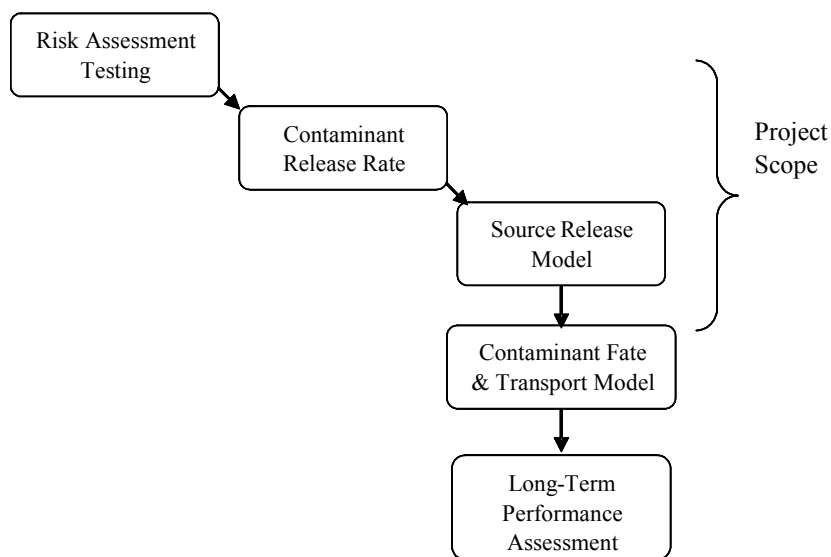 Risk Assessment
Testing
Contaminant
Release Rate
Project
Scope
Source Release
Model
Contaminant Fate
& Transport Model
Long-Term
Performance
Assessment